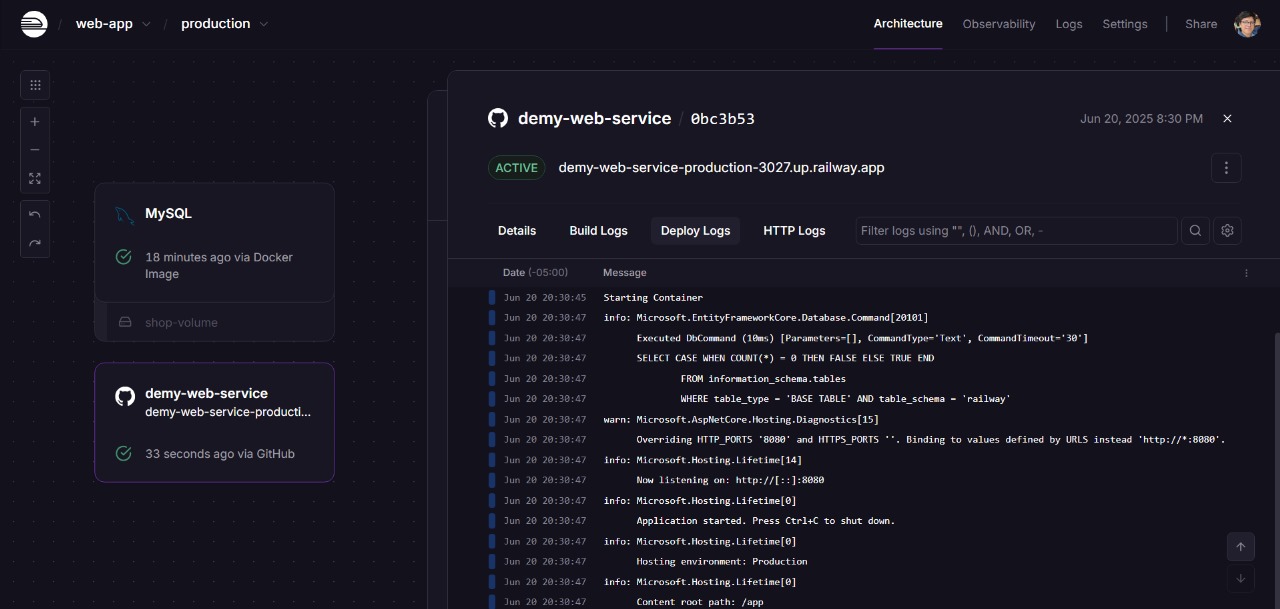 / web-app / production
Architecture Observability Logs Settings | Share
MySQL
18 minutes ago via Docker
Image
shop-volume
demy-web-service
demy-web-service-producti...
33 seconds ago via GitHub
demy-web-service / 0bc3b53
Jun 20, 2025 8:30 PM
ACTIVE demy-web-service-production-3027.up.railway.app
Details Build Logs Deploy Logs HTTP Logs Filter logs using "", (), AND, OR, -
Date (-05:00) Message
Jun 20 20:30:45 Starting Container
Jun 20 20:30:47 info: Microsoft.EntityFrameworkCore.Database.Command[20101]
Jun 20 20:30:47 Executed DbCommand (10ms) [Parameters=[], CommandType='Text', CommandTimeout='30']
Jun 20 20:30:47 SELECT CASE WHEN COUNT(*) = 0 THEN FALSE ELSE TRUE END
Jun 20 20:30:47 FROM information_schema.tables
Jun 20 20:30:47 WHERE table_type = 'BASE TABLE' AND table_schema = 'railway'
Jun 20 20:30:47 warn: Microsoft.AspNetCore.Hosting.Diagnostics[15]
Jun 20 20:30:47 Overriding HTTP_PORTS '8080' and HTTPS_PORTS ''. Binding to values defined by URLS instead 'http://*:8080'.
Jun 20 20:30:47 info: Microsoft.Hosting.Lifetime[14]
Jun 20 20:30:47 Now listening on: http://[::]:8080
Jun 20 20:30:47 info: Microsoft.Hosting.Lifetime[0]
Jun 20 20:30:47 Application started. Press Ctrl+C to shut down.
Jun 20 20:30:47 info: Microsoft.Hosting.Lifetime[0]
Jun 20 20:30:47 Hosting environment: Production
Jun 20 20:30:47 info: Microsoft.Hosting.Lifetime[0]
Jun 20 20:30:47 Content root path: /app